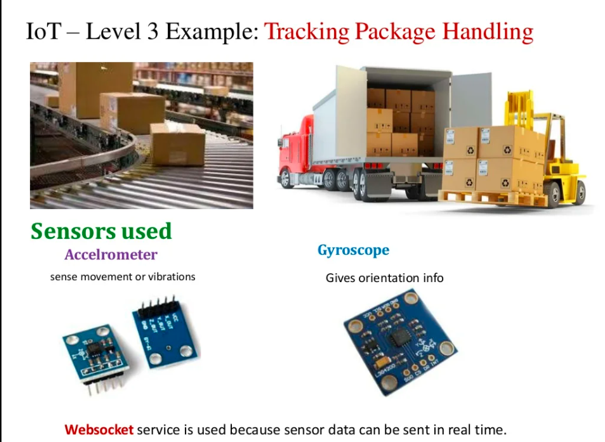 IoT – Level 3 Example: Tracking Package Handling
Sensors used
Accelrometer
sense movement or vibrations
Gyroscope
Gives orientation info
Websocket service is used because sensor data can be sent in real time.